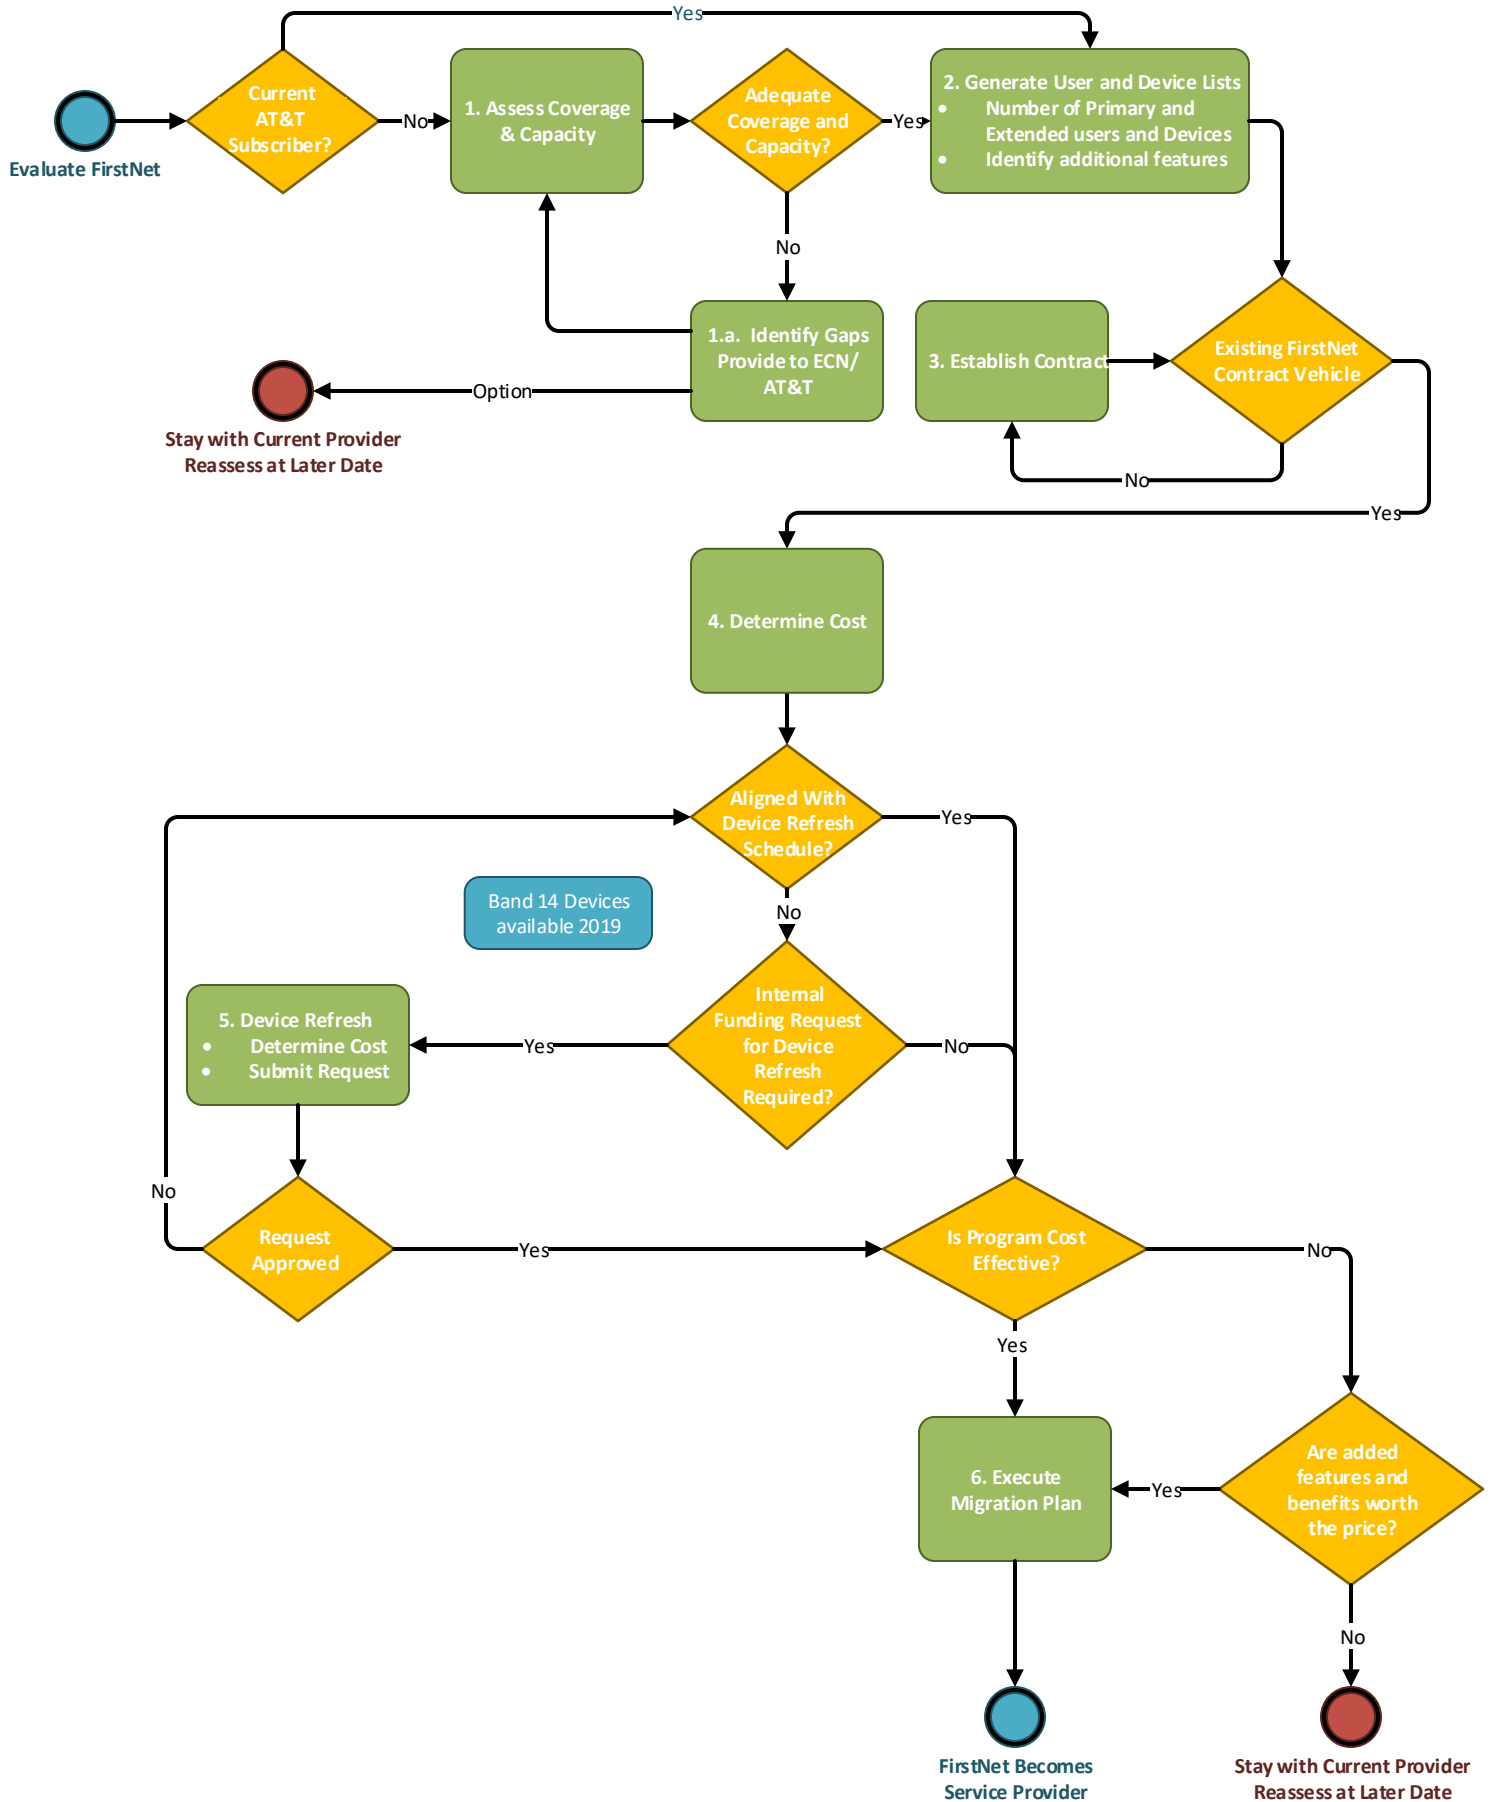 Yes
Current
AT&T
Subscriber?
Evaluate FirstNet
No
1. Assess Coverage
& Capacity
Adequate
Coverage and
Capacity?
Yes
2. Generate User and Device Lists
• Number of Primary and
Extended users and Devices
• Identify additional features
No
1.a. Identify Gaps
Provide to ECN/
AT&T
Option
Stay with Current Provider
Reassess at Later Date
3. Establish Contract
Existing FirstNet
Contract Vehicle
No
Yes
4. Determine Cost
Aligned With
Device Refresh
Schedule?
Yes
No
Band 14 Devices
available 2019
Internal
Funding Request
for Device
Refresh
Required?
Yes
No
5. Device Refresh
• Determine Cost
• Submit Request
No
Request
Approved
Yes
Is Program Cost
Effective?
No
Yes
6. Execute
Migration Plan
Yes
Are added
features and
benefits worth
the price?
No
FirstNet Becomes
Service Provider
Stay with Current Provider
Reassess at Later Date